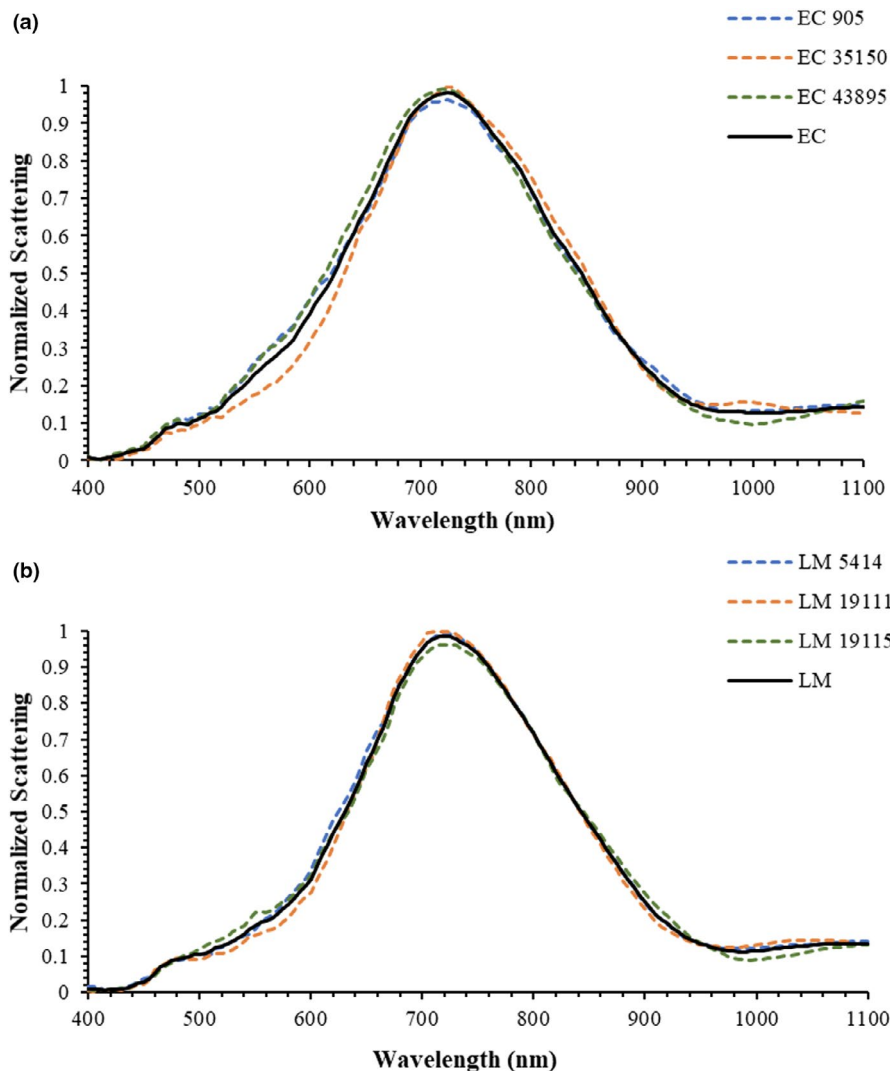 (a)
EC 905
EC 35150
EC 43895
EC
Normalized Scattering
1
0.9
0.8
0.7
0.6
0.5
0.4
0.3
0.2
0.1
0
400 500 600 700 800 900 1000 1100
Wavelength (nm)
(b)
LM 5414
LM 19111
LM 19115
LM
Normalized Scattering
1
0.9
0.8
0.7
0.6
0.5
0.4
0.3
0.2
0.1
0
400 500 600 700 800 900 1000 1100
Wavelength (nm)